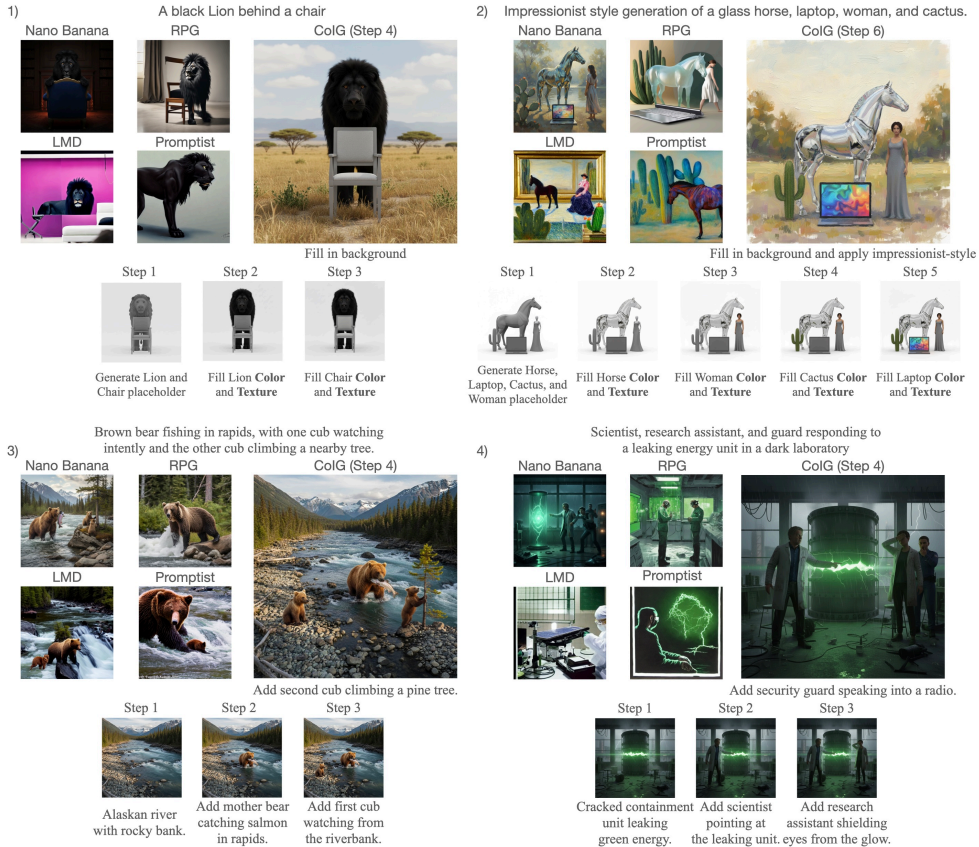 1)
A black Lion behind a chair
Nano Banana
RPG
CoIG (Step 4)
LMD
Promptist
Fill in background
Step 1
Step 2
Step 3
Generate Lion and
Chair placeholder
Fill Lion Color
and Texture
Fill Chair Color
and Texture
2)
Impressionist style generation of a glass horse, laptop, woman, and cactus.
Nano Banana
RPG
CoIG (Step 6)
LMD
Promptist
Fill in background and apply impressionist-style
Step 1
Step 2
Step 3
Step 4
Step 5
Generate Horse,
Laptop, Cactus, and
Woman placeholder
Fill Horse Color
and Texture
Fill Woman Color
and Texture
Fill Cactus Color
and Texture
Fill Laptop Color
and Texture
Brown bear fishing in rapids, with one cub watching
intently and the other cub climbing a nearby tree.
3)
Nano Banana
RPG
CoIG (Step 4)
LMD
Promptist
Add second cub climbing a pine tree.
Step 1
Step 2
Step 3
Alaskan river
with rocky bank.
Add mother bear
catching salmon
in rapids.
Add first cub
watching from
the riverbank.
Scientist, research assistant, and guard responding to
a leaking energy unit in a dark laboratory
4)
Nano Banana
RPG
CoIG (Step 4)
LMD
Promptist
Add security guard speaking into a radio.
Step 1
Step 2
Step 3
Cracked containment
unit leaking
green energy.
Add scientist
pointing at
the leaking unit.
Add research
assistant shielding
eyes from the glow.